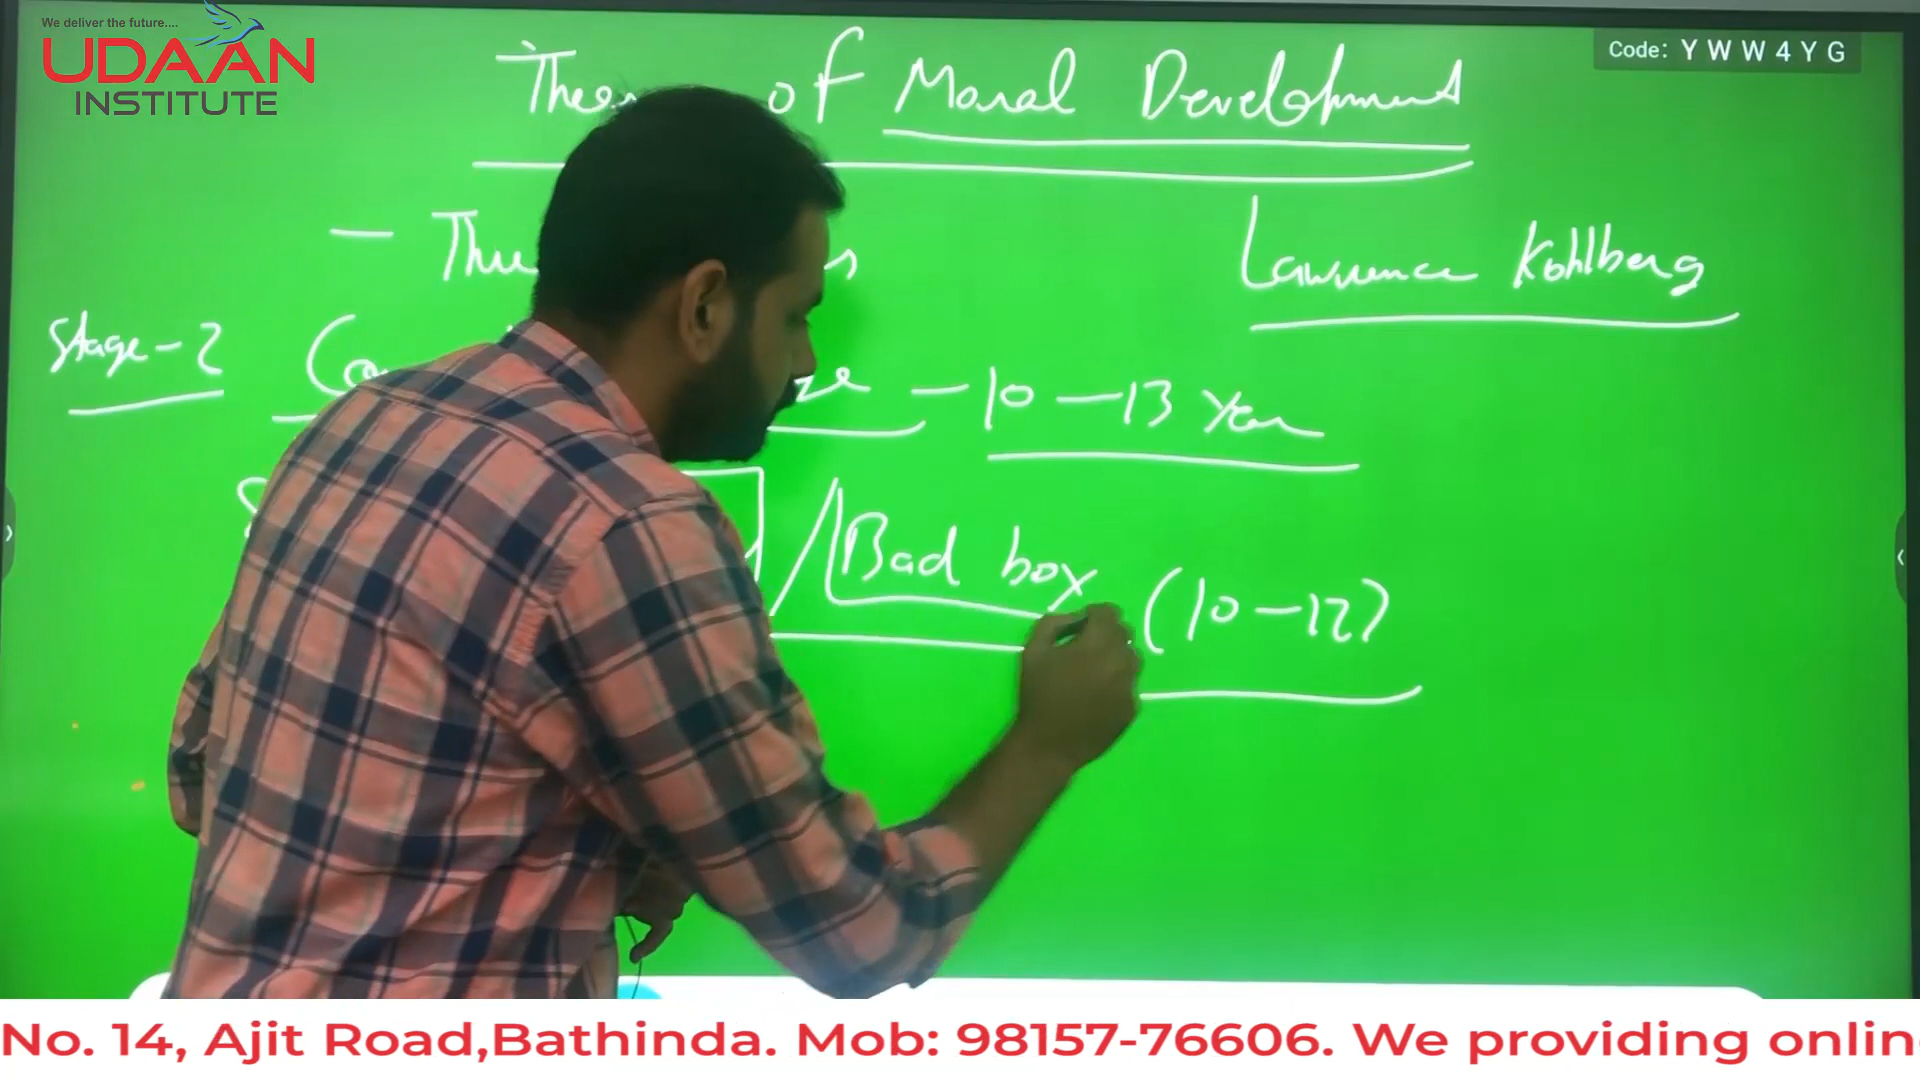 We deliver the future....
UDAAN
INSTITUTE
Code: YWW4YG
of Moral Development
Lawrence Kohlberg
Stage-2
— 10 — 13 Year
/ Bad boy (10-12)
No. 14, Ajit Road,Bathinda. Mob: 98157-76606. We providing onlin